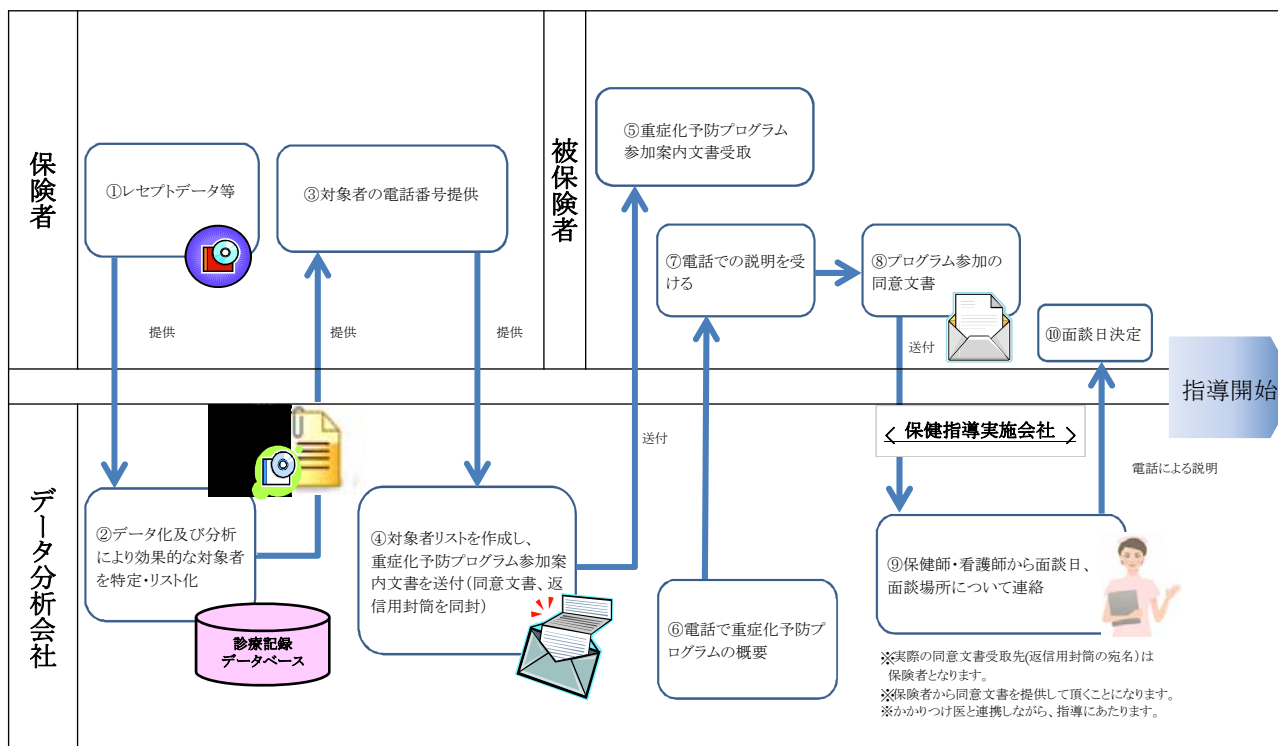 保険者
①レセプトデータ等
提供
③対象者の電話番号提供
提供
提供
被保険者
⑤重症化予防プログラム
参加案内文書受取
⑦電話での説明を受
ける
⑧プログラム参加の
同意文書
送付
⑩面談日決定
指導開始
データ分析会社
②データ化及び分析
により効果的な対象者
を特定・リスト化
診療記録
データベース
④対象者リストを作成し、
重症化予防プログラム参加案
内文書を送付(同意文書、返
信用封筒を同封)
送付
⑥電話で重症化予防プ
ログラムの概要
<保健指導実施会社>
電話による説明
⑨保健師・看護師から面談日、
面談場所について連絡
※実際の同意文書受取先(返信用封筒の宛名)は
保険者となります。
※保険者から同意文書を提供して頂くことになります。
※かかりつけ医と連携しながら、指導にあたります。